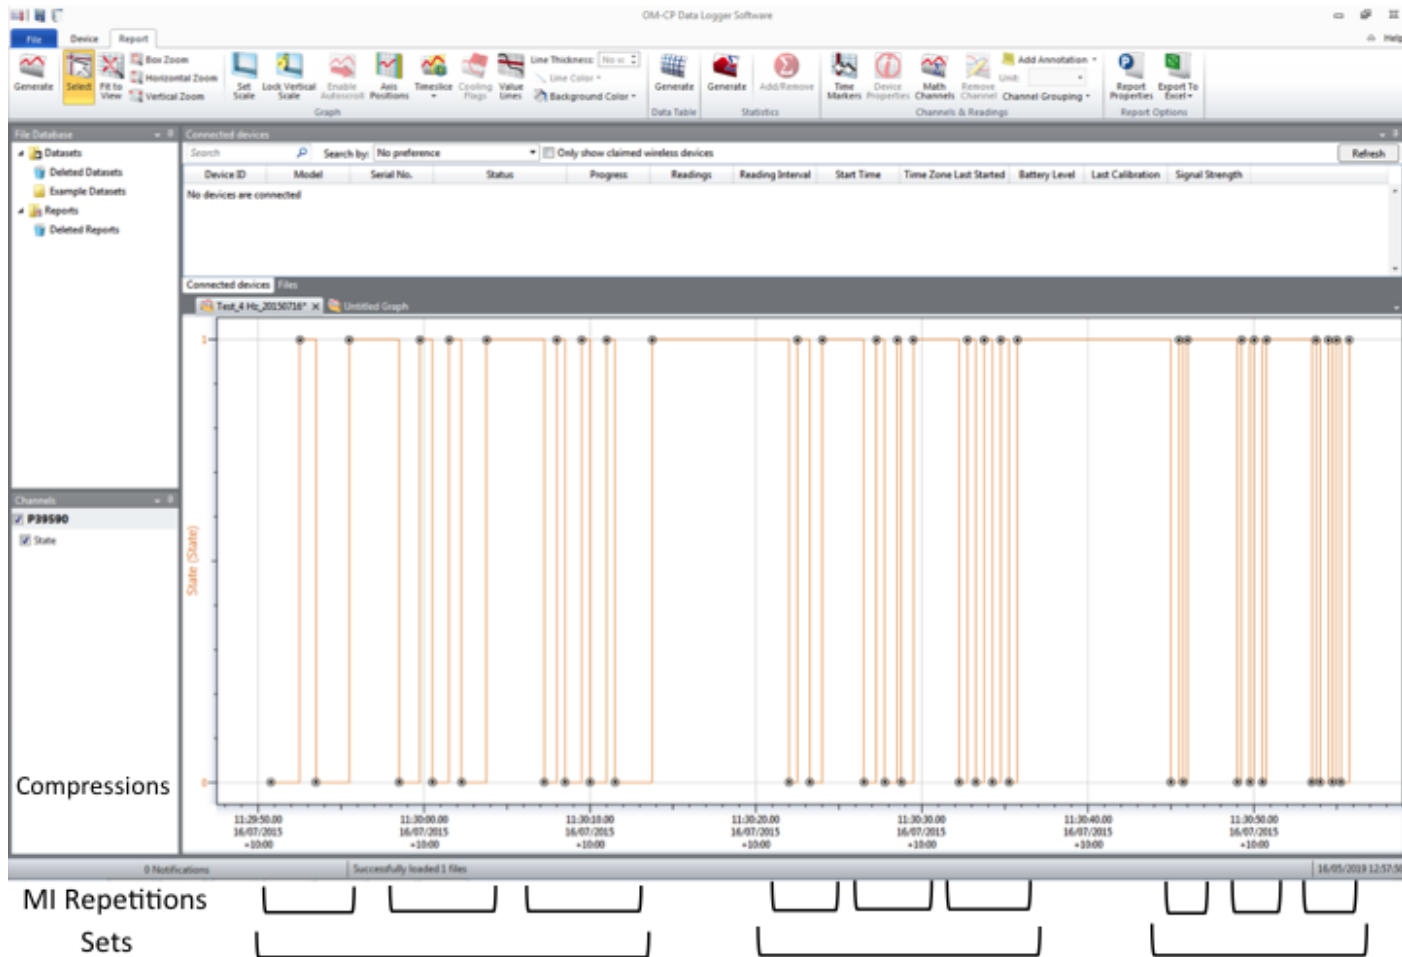 OM-CP Data Logger Software
File Device Report Help
Generate Select Fit to View Box Zoom Horizontal Zoom Vertical Zoom Set Scale Lock Vertical Scale Enable Autoscroll Axis Positions Timeslice Cooling Flags Value Lines Line Thickness: Line Color Background Color Generate Generate Add/Remove Time Markers Device Properties Math Channels Remove Channel Add Annotation Unit: Channel Grouping Report Properties Export To Excel
Graph Data Table Statistics Channels & Readings Report Options
File Database Connected devices
Datasets
Deleted Datasets
Example Datasets
Reports
Deleted Reports
Search Search by: No preference Only show claimed wireless devices Refresh
Device ID Model Serial No. Status Progress Readings Reading Interval Start Time Time Zone Last Started Battery Level Last Calibration Signal Strength
No devices are connected
Connected devices Files
Test_4 Hz_20150716* Untitled Graph
Channels
P39590
State
1
State (State)
0
Compressions
11:29:50.00 11:30:00.00 11:30:10.00 11:30:20.00 11:30:30.00 11:30:40.00 11:30:50.00
16/07/2015 16/07/2015 16/07/2015 16/07/2015 16/07/2015 16/07/2015 16/07/2015
+10:00 +10:00 +10:00 +10:00 +10:00 +10:00 +10:00
0 Notifications Successfully loaded 1 files 16/05/2019 12:57:50
MI Repetitions
Sets